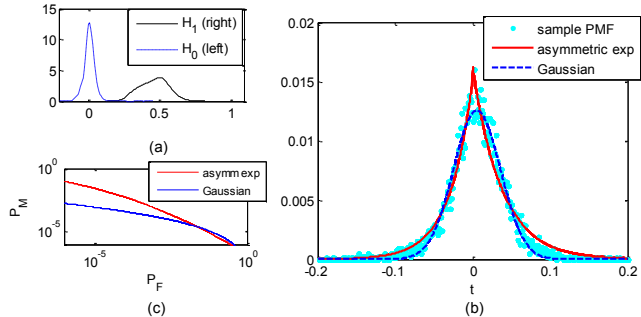 15
10
5
0
0
0.5
1
H1 (right)
H0 (left)
(a)
10^0
10^-5
P_M
asymm exp
Gaussian
10^-5
10^0
P_F
(c)
0.02
0.015
0.01
0.005
0
-0.2
-0.1
0
0.1
0.2
t
sample PMF
asymmetric exp
Gaussian
(b)